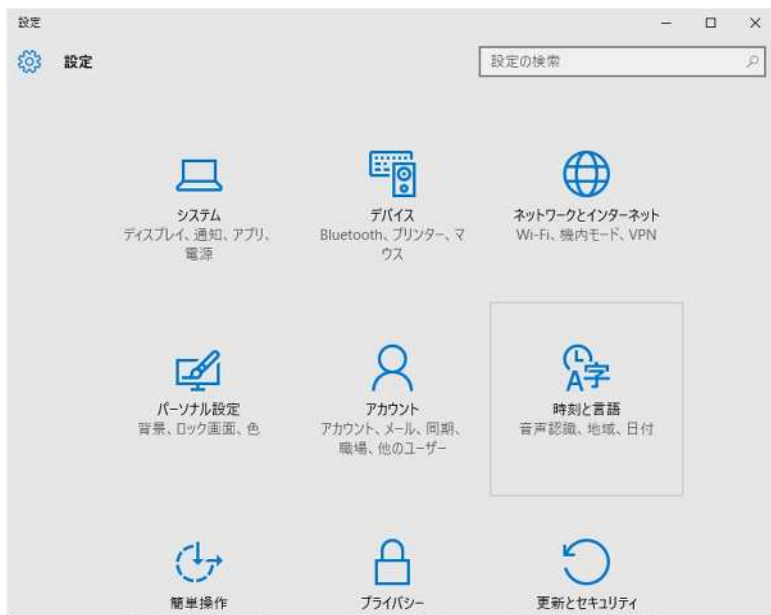 設定
設定
設定の検索
システム
ディスプレイ、通知、アプリ、
電源
デバイス
Bluetooth、プリンター、マ
ウス
ネットワークとインターネット
Wi-Fi、機内モード、VPN
パーソナル設定
背景、ロック画面、色
アカウント
アカウント、メール、同期、
職場、他のユーザー
A字
時刻と言語
音声認識、地域、日付
簡単操作
プライバシー
更新とセキュリティ